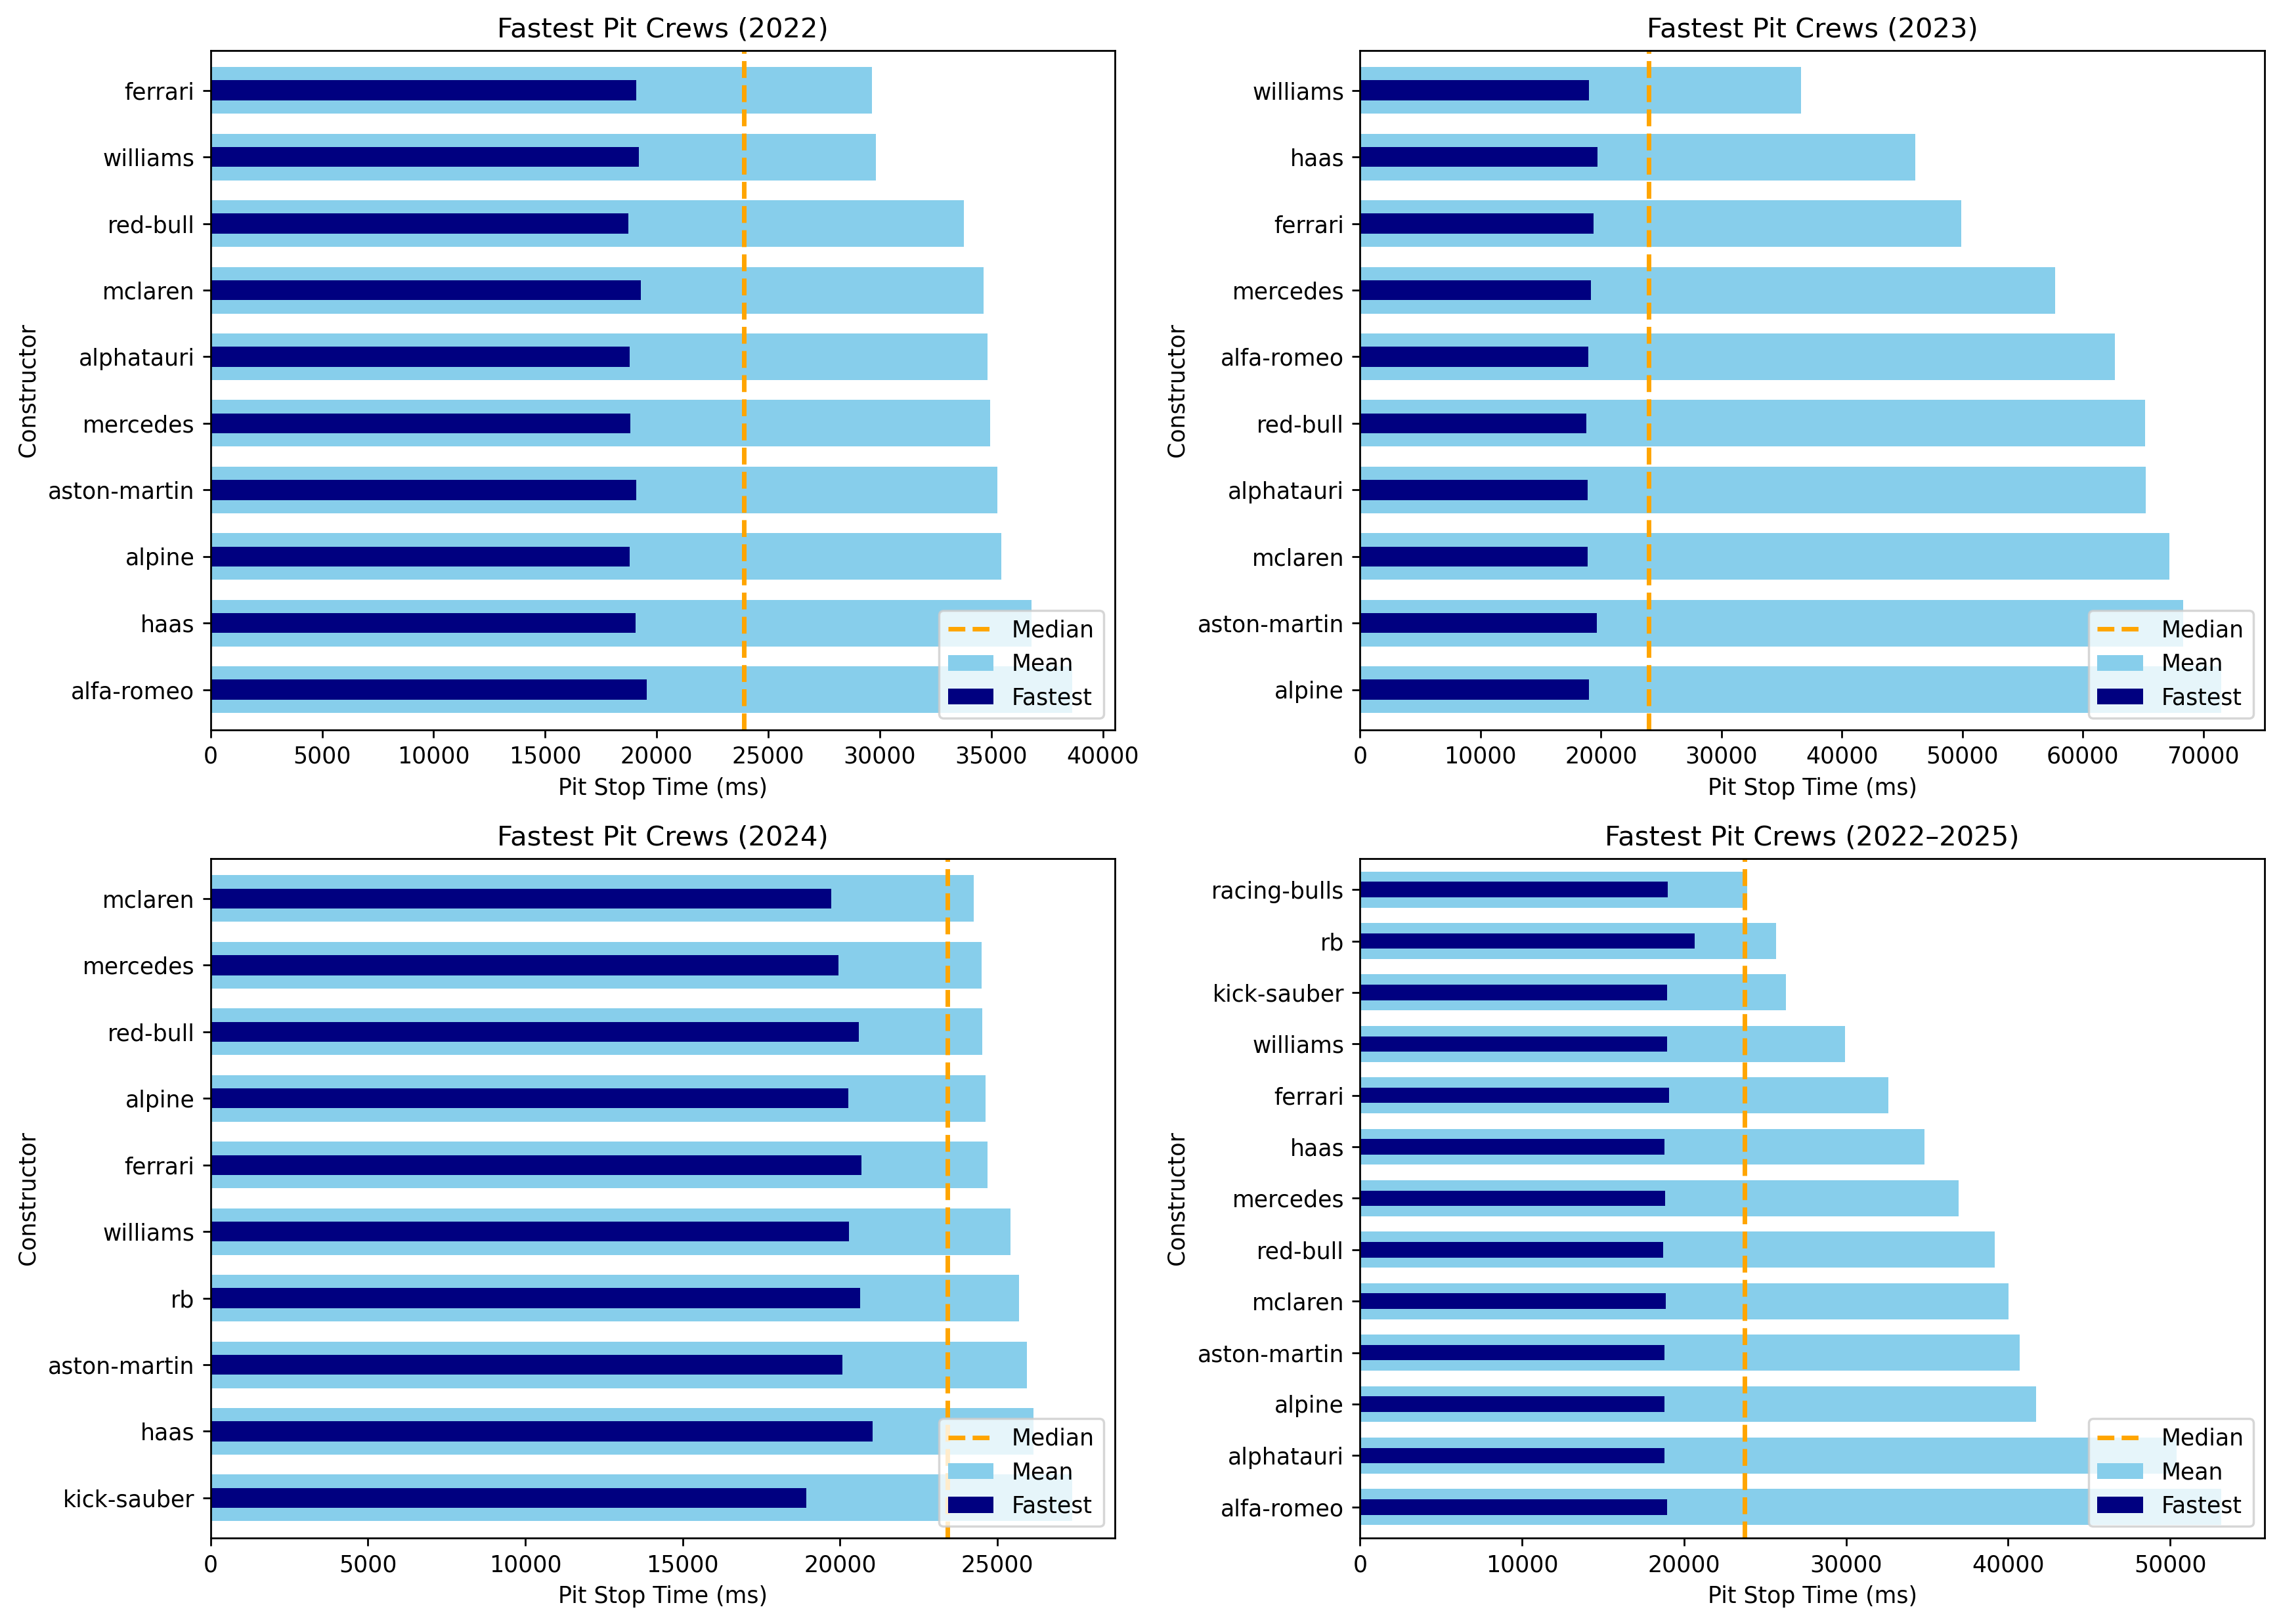 Fastest Pit Crews (2022)
Constructor
ferrari
williams
red-bull
mclaren
alphatauri
mercedes
aston-martin
alpine
haas
alfa-romeo
Median
Mean
Fastest
0 5000 10000 15000 20000 25000 30000 35000 40000
Pit Stop Time (ms)
Fastest Pit Crews (2023)
Constructor
williams
haas
ferrari
mercedes
alfa-romeo
red-bull
alphatauri
mclaren
aston-martin
alpine
Median
Mean
Fastest
0 10000 20000 30000 40000 50000 60000 70000
Pit Stop Time (ms)
Fastest Pit Crews (2024)
Constructor
mclaren
mercedes
red-bull
alpine
ferrari
williams
rb
aston-martin
haas
kick-sauber
Median
Mean
Fastest
0 5000 10000 15000 20000 25000
Pit Stop Time (ms)
Fastest Pit Crews (2022–2025)
Constructor
racing-bulls
rb
kick-sauber
williams
ferrari
haas
mercedes
red-bull
mclaren
aston-martin
alpine
alphatauri
alfa-romeo
Median
Mean
Fastest
0 10000 20000 30000 40000 50000
Pit Stop Time (ms)